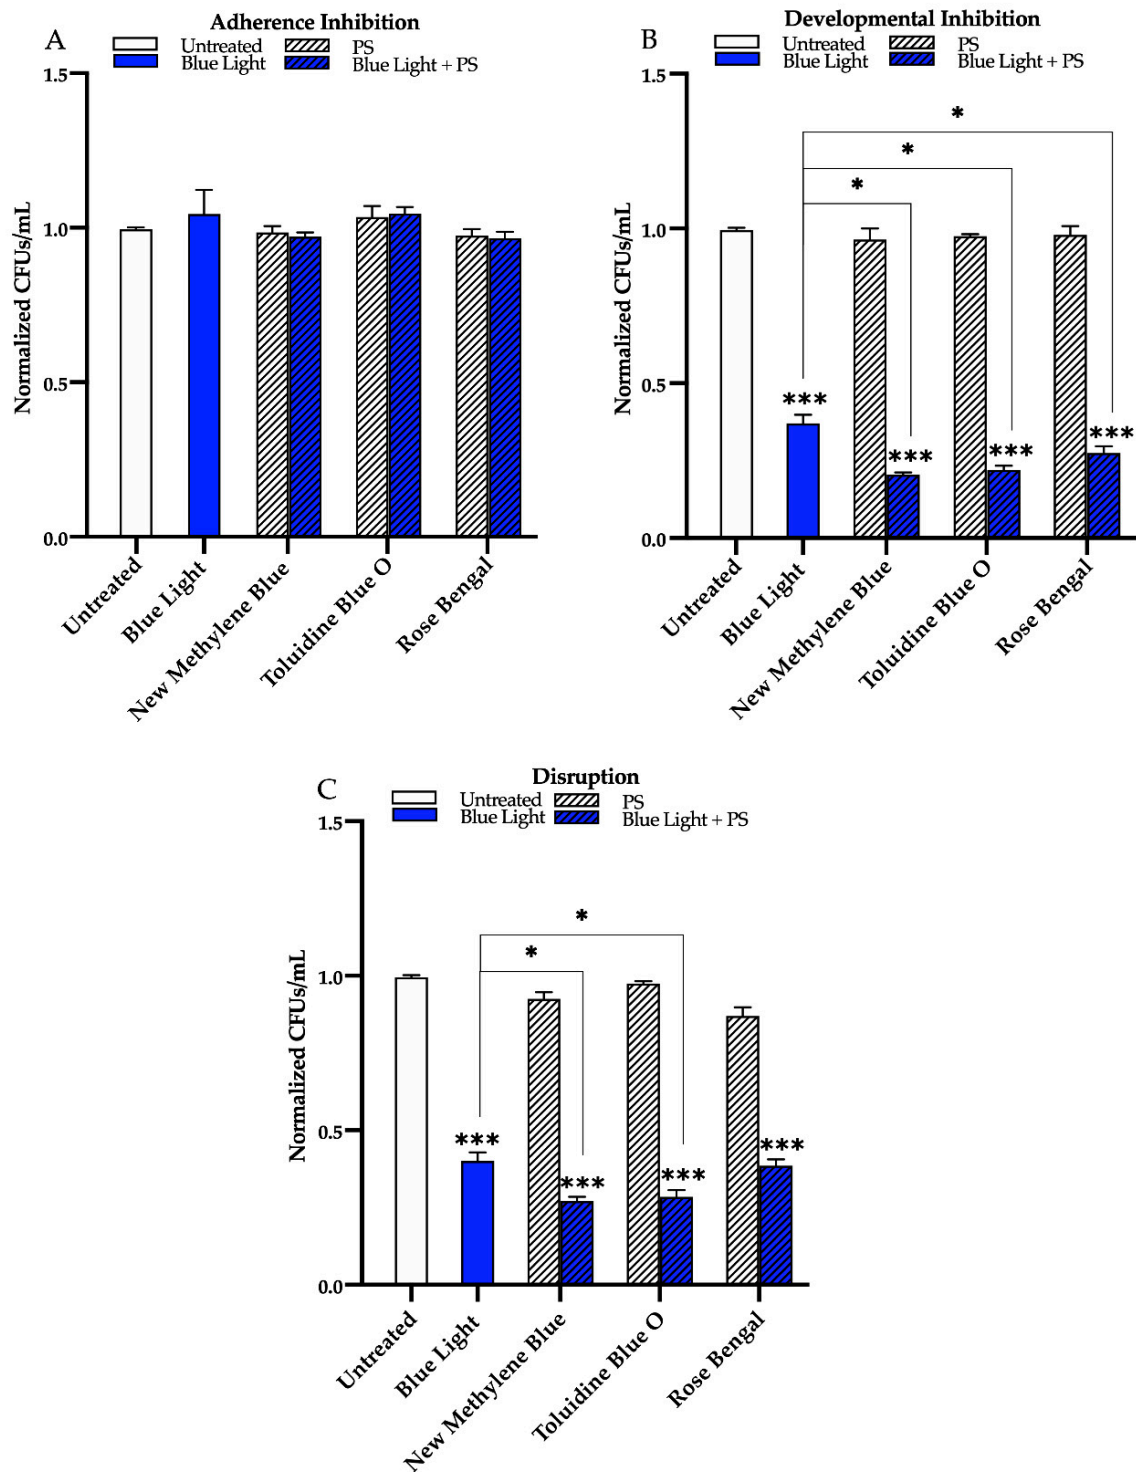 A
Adherence Inhibition
Untreated PS
Blue Light Blue Light + PS
1.5
1.0
0.5
0.0
Normalized CFUs/mL
Untreated
Blue Light
New Methylene Blue
Toluidine Blue O
Rose Bengal
B
Developmental Inhibition
Untreated PS
Blue Light Blue Light + PS
1.5
1.0
0.5
0.0
Normalized CFUs/mL
*
*
*
***
***
***
***
Untreated
Blue Light
New Methylene Blue
Toluidine Blue O
Rose Bengal
C
Disruption
Untreated PS
Blue Light Blue Light + PS
1.5
1.0
0.5
0.0
Normalized CFUs/mL
*
*
***
***
***
***
Untreated
Blue Light
New Methylene Blue
Toluidine Blue O
Rose Bengal